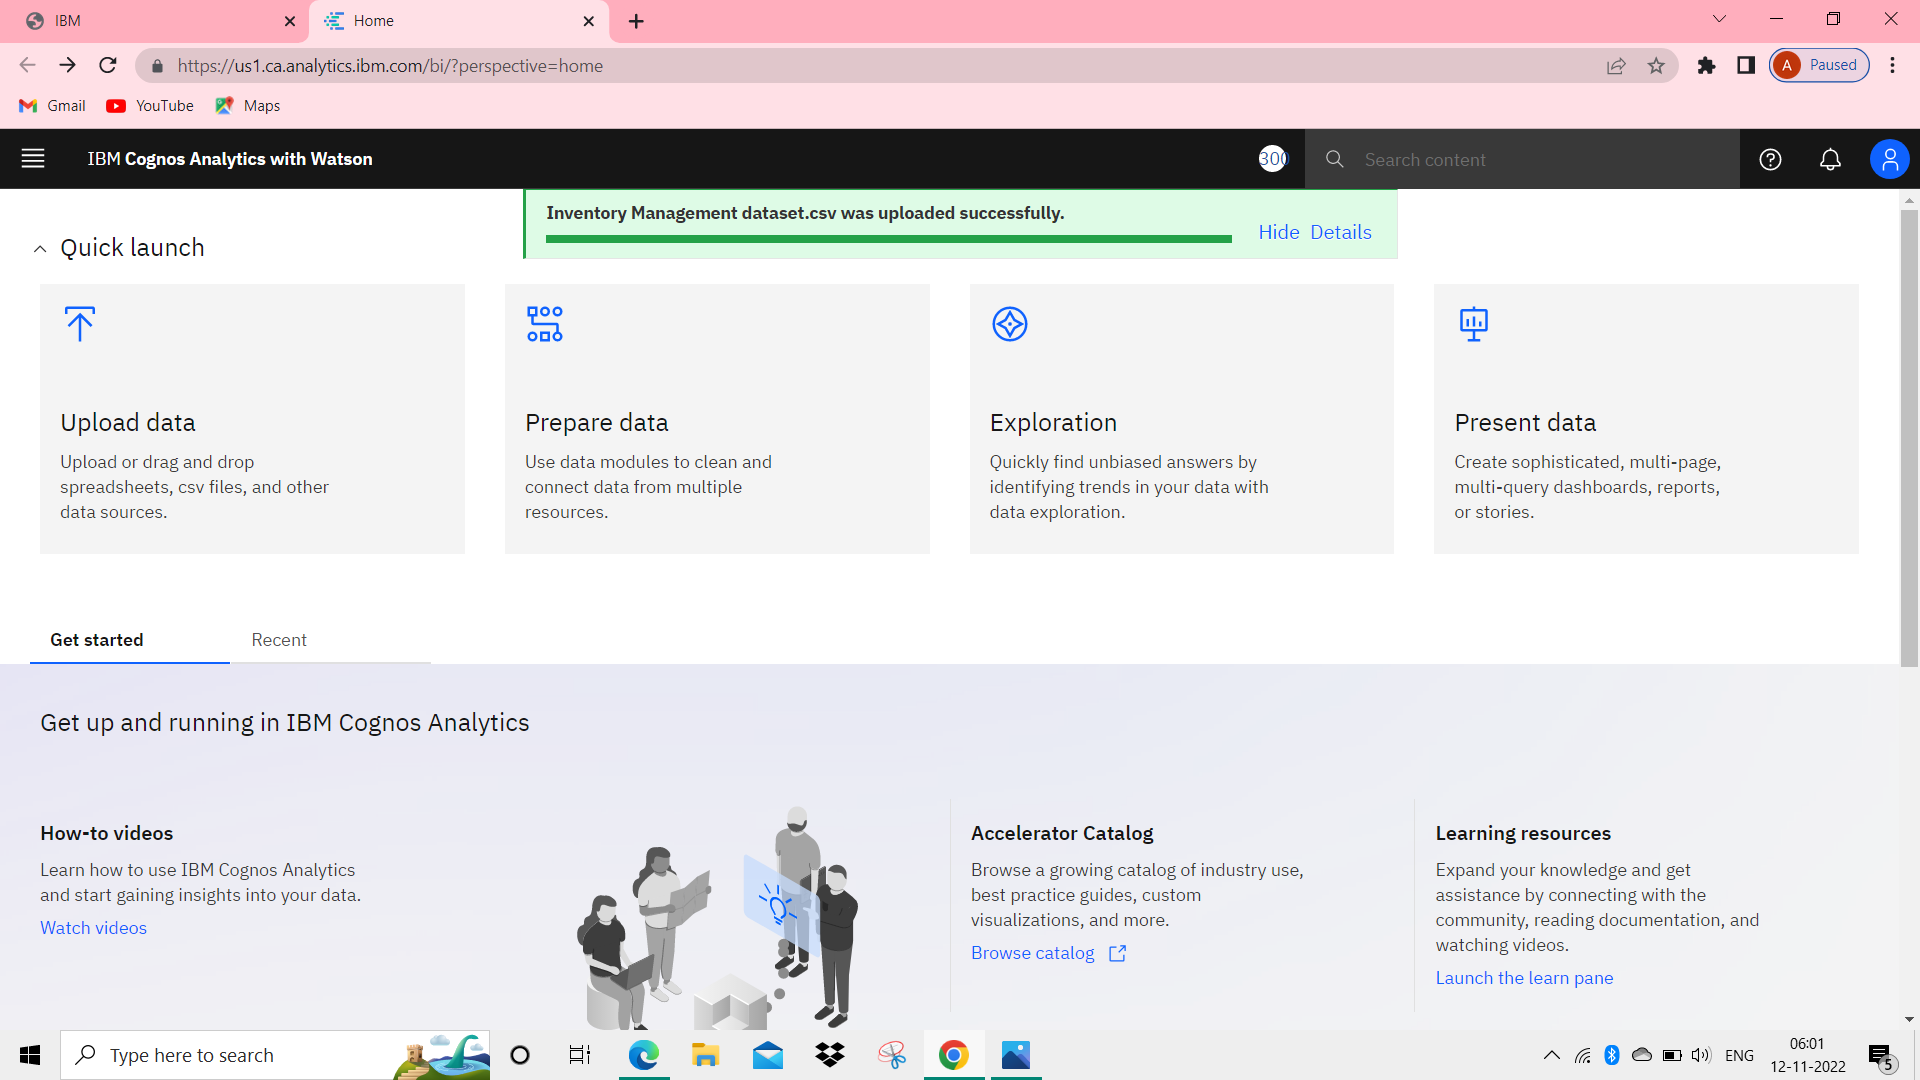 IBM
Home
https://us1.ca.analytics.ibm.com/bi/?perspective=home
A Paused
Gmail YouTube Maps
IBM Cognos Analytics with Watson
300
Search content
Inventory Management dataset.csv was uploaded successfully.
Hide Details
Quick launch
Upload data
Upload or drag and drop
spreadsheets, csv files, and other
data sources.
Prepare data
Use data modules to clean and
connect data from multiple
resources.
Exploration
Quickly find unbiased answers by
identifying trends in your data with
data exploration.
Present data
Create sophisticated, multi-page,
multi-query dashboards, reports,
or stories.
Get started
Recent
Get up and running in IBM Cognos Analytics
How-to videos
Learn how to use IBM Cognos Analytics
and start gaining insights into your data.
Watch videos
Accelerator Catalog
Browse a growing catalog of industry use,
best practice guides, custom
visualizations, and more.
Browse catalog
Learning resources
Expand your knowledge and get
assistance by connecting with the
community, reading documentation, and
watching videos.
Launch the learn pane
Type here to search
ENG
06:01
12-11-2022
5